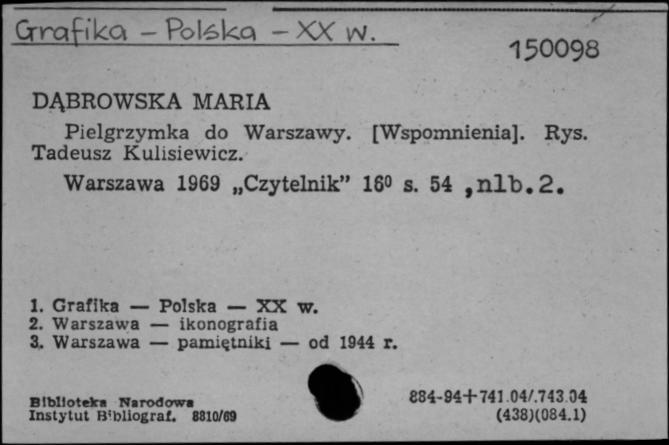 Grafika – Polska – XX w.
150098
DĄBROWSKA MARIA
Pielgrzymka do Warszawy. [Wspomnienia]. Rys.
Tadeusz Kulisiewicz.
Warszawa 1969 „Czytelnik” 16⁰ s. 54 ,nlb.2.
1. Grafika — Polska — XX w.
2. Warszawa — ikonografia
3. Warszawa — pamiętniki — od 1944 r.
Biblioteka Narodowa
Instytut Bibliograf. 8810/69
884-94+741.04/.743.04
(438)(084.1)